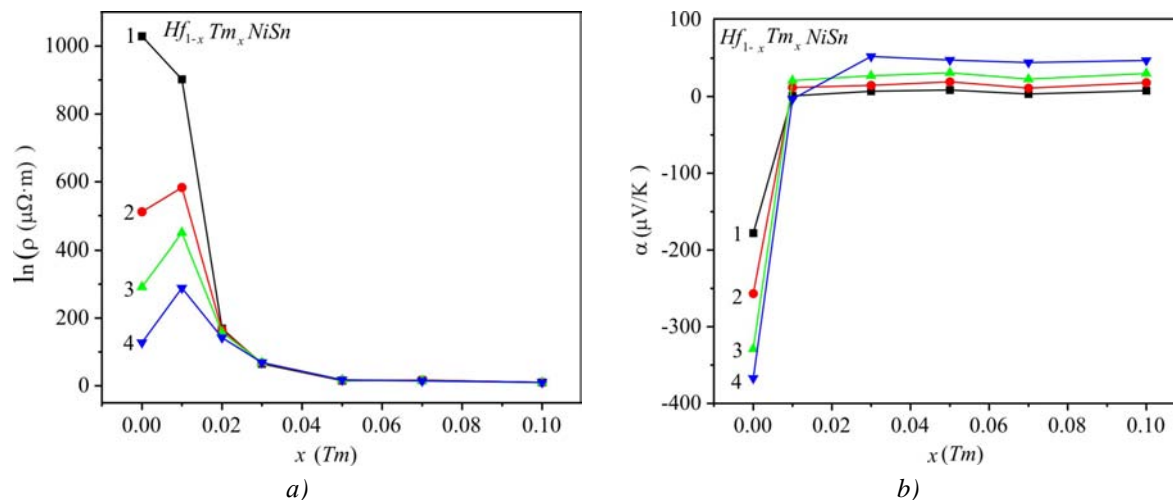 Hf₁₋ₓ Tmₓ NiSn
ln (ρ (μΩ·m) )
1000
800
600
400
200
0
1
2
3
4
0.00 0.02 0.04 0.06 0.08 0.10
x (Tm)
a)
Hf₁₋ₓ Tmₓ NiSn
α (μV/K)
100
0
-100
-200
-300
-400
1
2
3
4
0.00 0.02 0.04 0.06 0.08 0.10
x (Tm)
b)